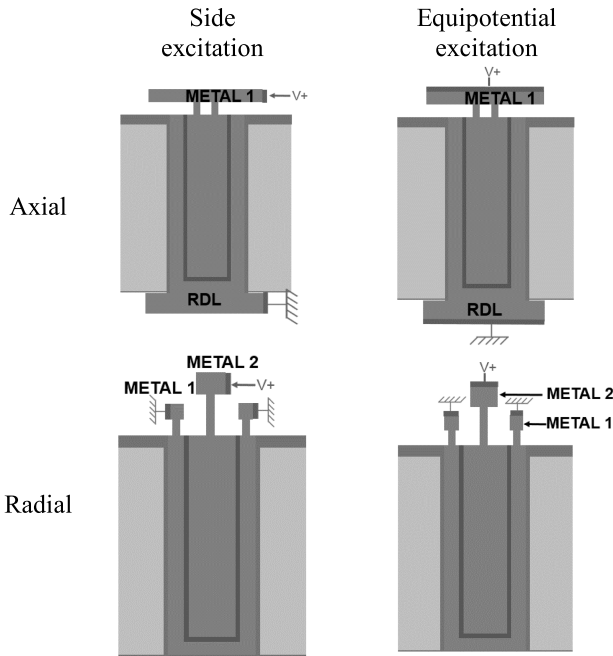 Side
excitation
Equipotential
excitation
Axial
METAL 1
V+
RDL
V+
METAL 1
RDL
Radial
METAL 2
METAL 1
V+
V+
METAL 2
METAL 1